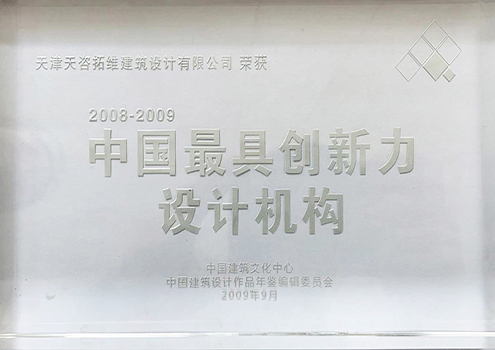 天津天咨拓维建筑设计有限公司 荣获
2008-2009
中国最具创新力
设计机构
中国建筑文化中心
中国建筑设计作品年鉴编辑委员会
2009年9月